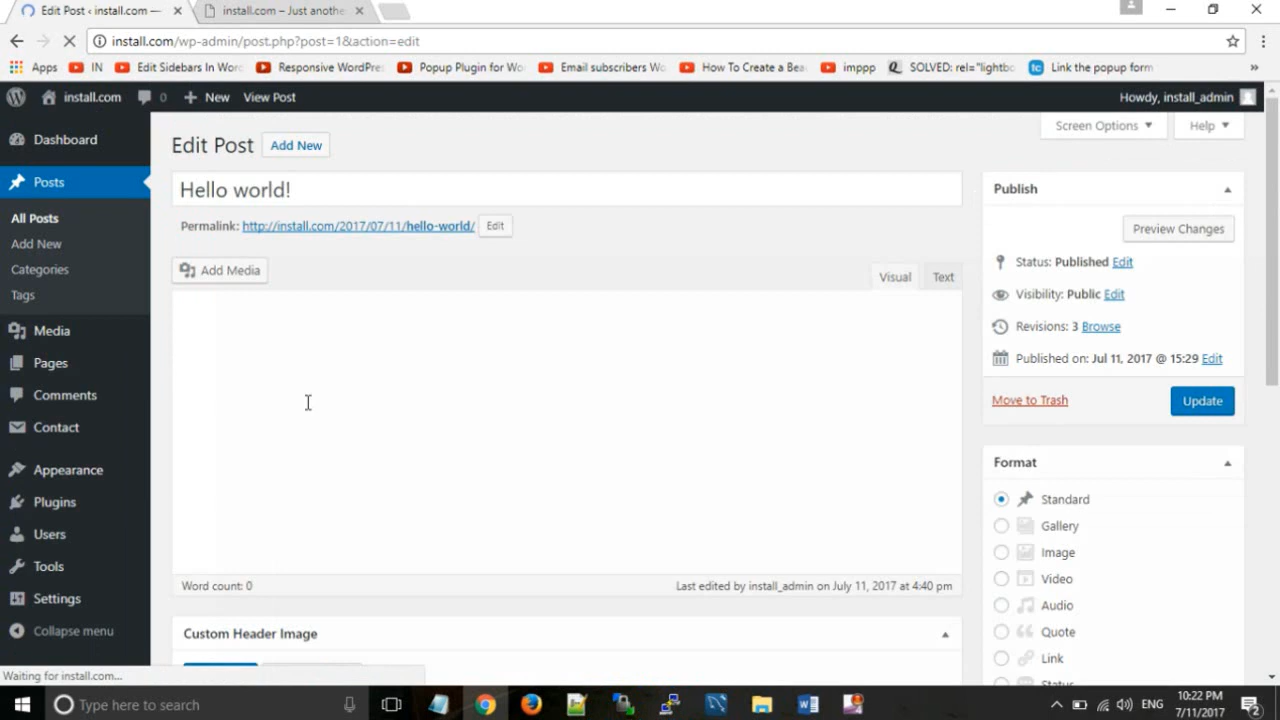 Edit Post ‹ install.com —
install.com – Just anothe
install.com/wp-admin/post.php?post=1&action=edit
Apps
IN
Edit Sidebars In Word
Responsive WordPre
Popup Plugin for Wo
Email subscribers Wo
How To Create a Bea
imppp
SOLVED: rel="lightbo
Link the popup form
»
install.com
0
New
View Post
Howdy, install_admin
Screen Options
Help
Dashboard
Posts
All Posts
Add New
Categories
Tags
Media
Pages
Comments
Contact
Appearance
Plugins
Users
Tools
Settings
Collapse menu
Edit Post
Add New
Hello world!
Permalink: http://install.com/2017/07/11/hello-world/ Edit
Add Media
Visual
Text
Word count: 0
Last edited by install_admin on July 11, 2017 at 4:40 pm
Custom Header Image
Publish
Preview Changes
Status: Published Edit
Visibility: Public Edit
Revisions: 3 Browse
Published on: Jul 11, 2017 @ 15:29 Edit
Move to Trash
Update
Format
Standard
Gallery
Image
Video
Audio
Quote
Link
Status
Waiting for install.com...
Type here to search
ENG
10:22 PM
7/11/2017
2